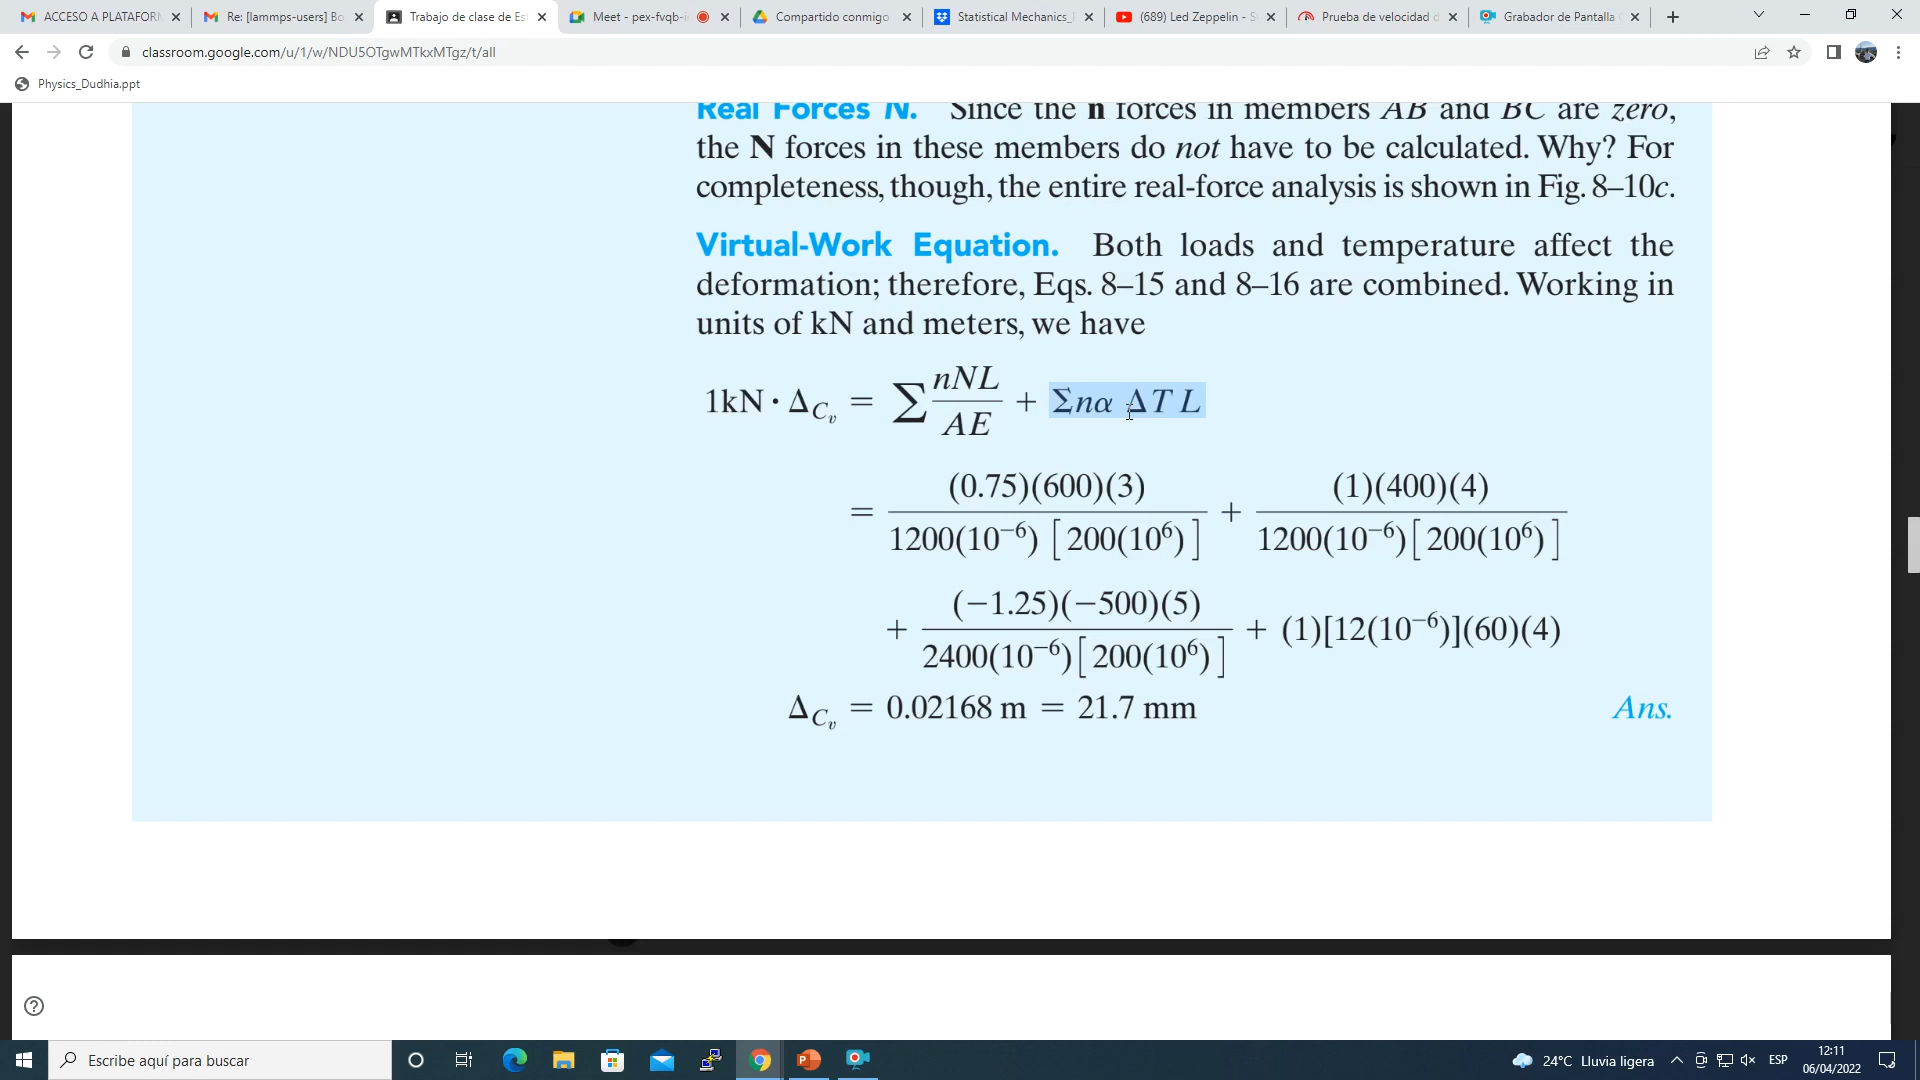 ACCESO A PLATAFOR
Re: [lammps-users] Bo
Trabajo de clase de Es
Meet - pex-fvqb-i
Compartido conmigo
Statistical Mechanics_
(689) Led Zeppelin - S
Prueba de velocidad d
Grabador de Pantalla
classroom.google.com/u/1/w/NDU5OTgwMTkxMTgz/t/all
Physics_Dudhia.ppt
Real Forces N. Since the n forces in members AB and BC are zero,
the N forces in these members do not have to be calculated. Why? For
completeness, though, the entire real-force analysis is shown in Fig. 8–10c.
Virtual-Work Equation. Both loads and temperature affect the
deformation; therefore, Eqs. 8–15 and 8–16 are combined. Working in
units of kN and meters, we have
1kN · Δ_{C_v} = ∑ nNL/AE + Σnα ΔT L
= (0.75)(600)(3)/1200(10⁻⁶)[200(10⁶)] + (1)(400)(4)/1200(10⁻⁶)[200(10⁶)]
+ (−1.25)(−500)(5)/2400(10⁻⁶)[200(10⁶)] + (1)[12(10⁻⁶)](60)(4)
Δ_{C_v} = 0.02168 m = 21.7 mm Ans.
Escribe aquí para buscar
24°C Lluvia ligera
ESP
12:11
06/04/2022